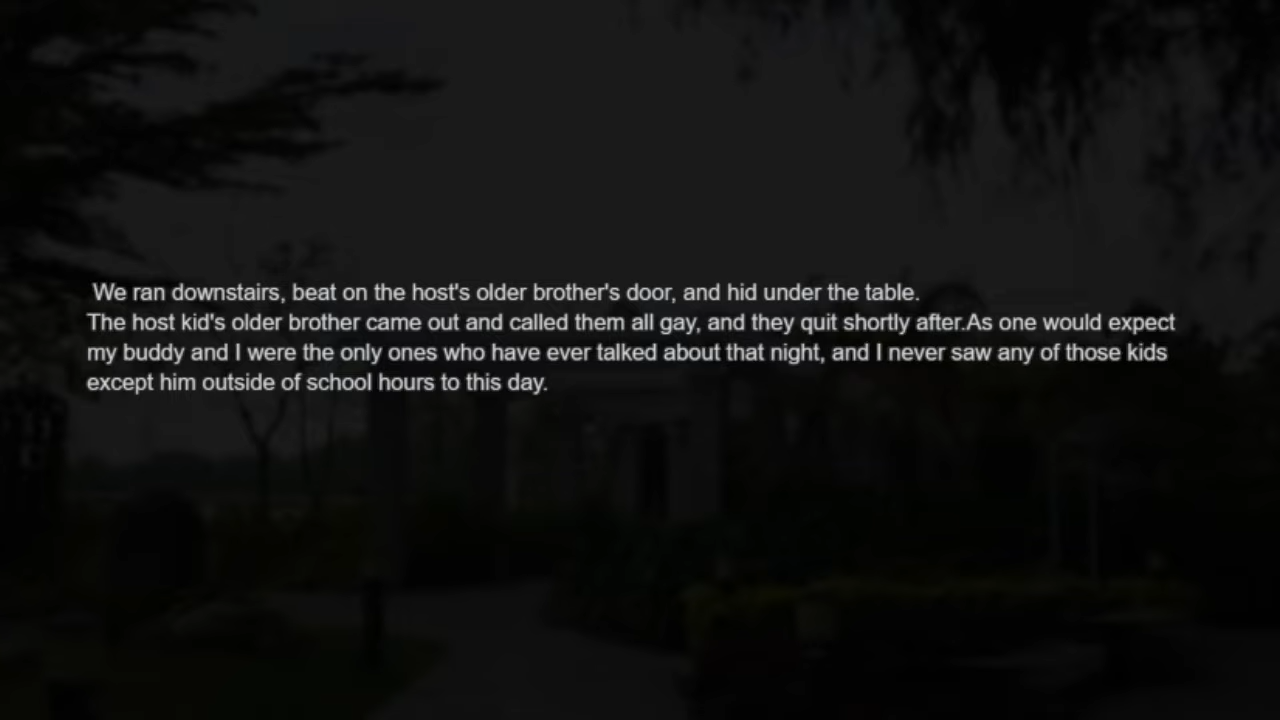 We ran downstairs, beat on the host's older brother's door, and hid under the table.
The host kid's older brother came out and called them all gay, and they quit shortly after.As one would expect
my buddy and I were the only ones who have ever talked about that night, and I never saw any of those kids
except him outside of school hours to this day.